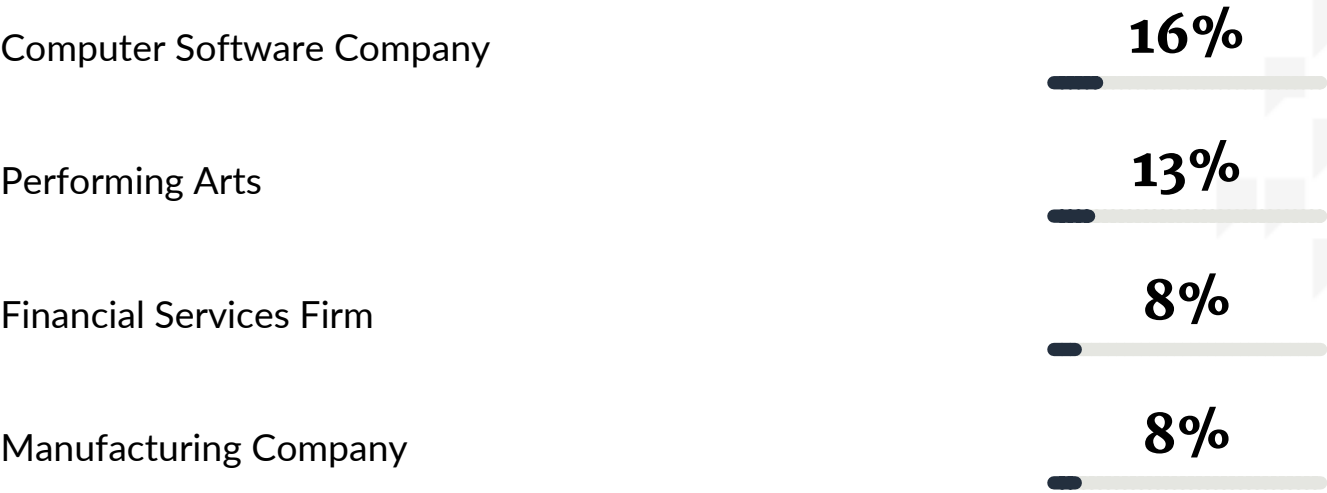 Computer Software Company
16%
Performing Arts
13%
Financial Services Firm
8%
Manufacturing Company
8%